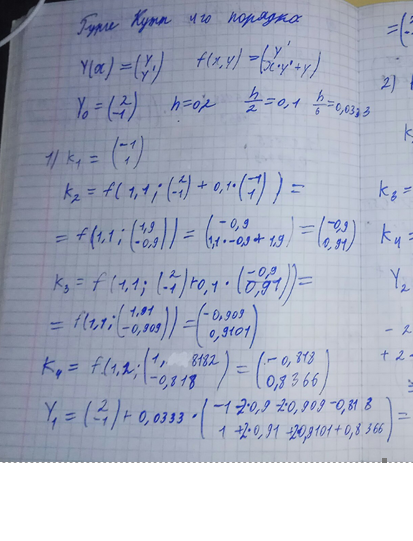 Рунге Кутт 4го порядка
Y(x) = (y y') f(x,y) = (y' x·y'+y)
Y₀ = (2 -1) h=0,2 h/2 = 0,1 h/6 = 0,0333
1) k₁ = (-1 1)
k₂ = f(1,1; (2 -1) + 0,1·(-1 1)) =
= f(1,1; (1,9 -0,9)) = (-0,9 1,1·-0,9+1,9) = (-0,9 0,91)
k₃ = f(1,1; (2 -1)+0,1·(-0,9 0,91)) =
= f(1,1; (1,91 -0,909)) = (-0,909 0,9101)
k₄ = f(1,2; (1, 8182 -0,818)) = (-0,818 0,8366)
Y₁ = (2 -1) + 0,0333·(-1 -2·0,9 -2·0,909 -0,818 1 +2·0,91 +2·0,9101 +0,8366) =
=(
2)
k₃ =
k₄ =
Y₂
- 2
+ 2